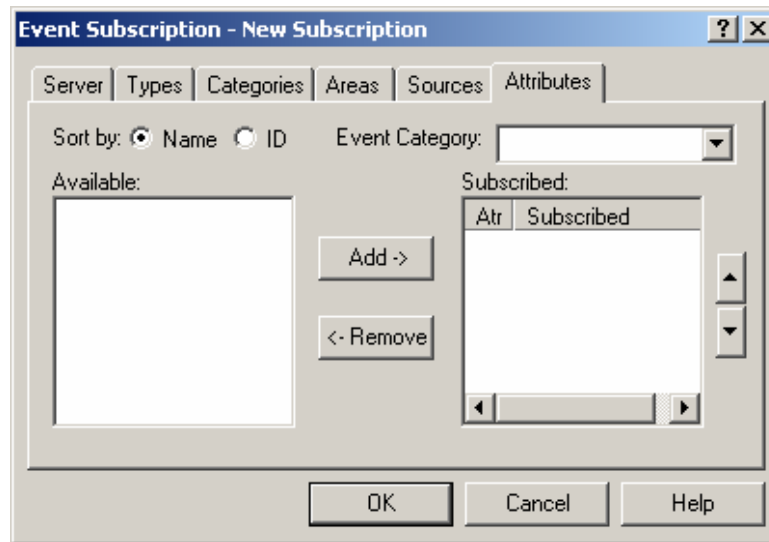 Event Subscription - New Subscription
Server Types Categories Areas Sources Attributes
Sort by: Name ID Event Category:
Available: Subscribed:
Atr Subscribed
Add ->
<- Remove
OK Cancel Help